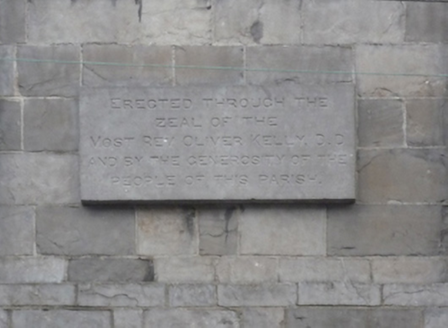 ERECTED THROUGH THE
ZEAL OF THE
MOST REV. OLIVER KELLY, D.D
AND BY THE GENEROSITY OF THE
PEOPLE OF THIS PARISH.